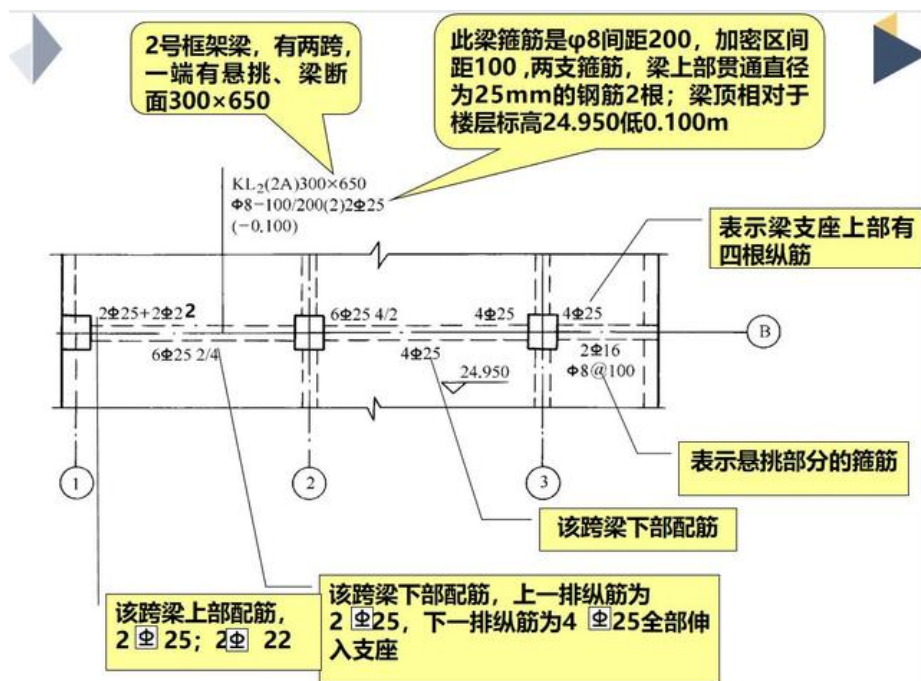 2号框架梁，有两跨，
一端有悬挑、梁断
面300×650
此梁箍筋是φ8间距200，加密区间
距100，两支箍筋，梁上部贯通直径
为25mm的钢筋2根；梁顶相对于
楼层标高24.950低0.100m
KL₂(2A)300×650
Φ8-100/200(2)2Φ25
(-0.100)
表示梁支座上部有
四根纵筋
2Φ25+2Φ22
6Φ25 4/2
4Φ25
4Φ25
B
6Φ25 2/4
4Φ25
2Φ16
24.950
Φ8@100
表示悬挑部分的箍筋
1
2
3
该跨梁下部配筋
该跨梁上部配筋，
2Φ25；2Φ 22
该跨梁下部配筋，上一排纵筋为
2Φ25，下一排纵筋为4 Φ25全部伸
入支座